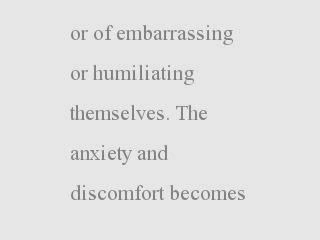 or of embarrassing
or humiliating
themselves. The
anxiety and
discomfort becomes